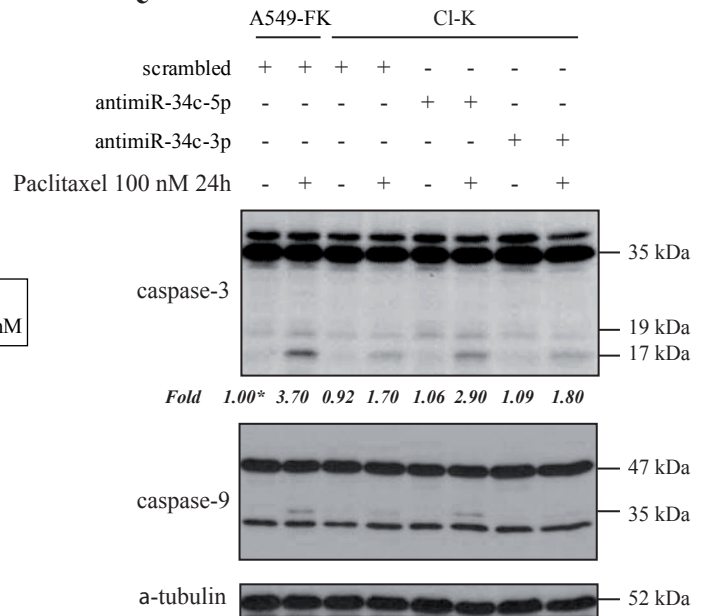 A549-FK Cl-K
scrambled + + + + - - - -
antimiR-34c-5p - - - - + + - -
antimiR-34c-3p - - - - - - + +
Paclitaxel 100 nM 24h - + - + - + - +
caspase-3
35 kDa
19 kDa
17 kDa
nM
Fold 1.00* 3.70 0.92 1.70 1.06 2.90 1.09 1.80
caspase-9
47 kDa
35 kDa
a-tubulin
52 kDa